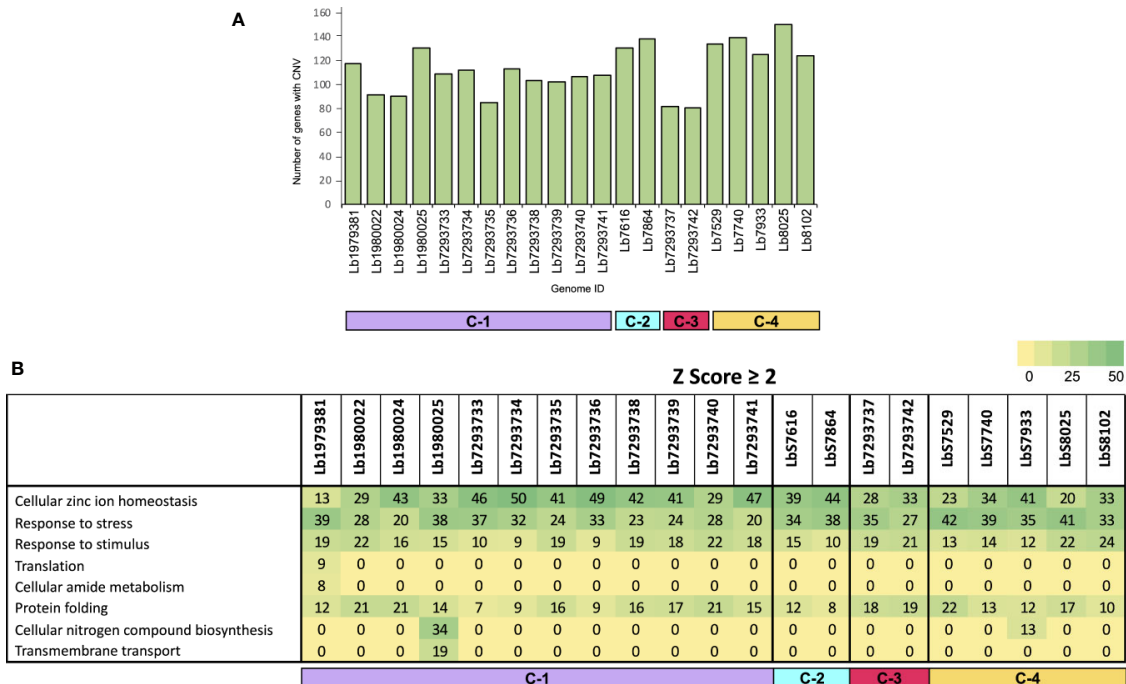 A
Number of genes with CNV
160
140
120
100
80
60
40
20
0
Lb1979381
Lb1980022
Lb1980024
Lb1980025
Lb7293733
Lb7293734
Lb7293735
Lb7293736
Lb7293738
Lb7293739
Lb7293740
Lb7293741
Lb7616
Lb7864
Lb7293737
Lb7293742
Lb7529
Lb7740
Lb7933
Lb8025
Lb8102
Genome ID
C-1 C-2 C-3 C-4
B
Z Score ≥ 2
0 25 50
Lb1979381
Lb1980022
Lb1980024
Lb1980025
Lb7293733
Lb7293734
Lb7293735
Lb7293736
Lb7293738
Lb7293739
Lb7293740
Lb7293741
LbS7616
LbS7864
Lb7293737
Lb7293742
LbS7529
LbS7740
LbS7933
LbS8025
LbS8102
Cellular zinc ion homeostasis 13 29 43 33 46 50 41 49 42 41 29 47 39 44 28 33 23 34 41 20 33
Response to stress 39 28 20 38 37 32 24 33 23 24 28 20 34 38 35 27 42 39 35 41 33
Response to stimulus 19 22 16 15 10 9 19 9 19 18 22 18 15 10 19 21 13 14 12 22 24
Translation 9 0 0 0 0 0 0 0 0 0 0 0 0 0 0 0 0 0 0 0 0
Cellular amide metabolism 8 0 0 0 0 0 0 0 0 0 0 0 0 0 0 0 0 0 0 0 0
Protein folding 12 21 21 14 7 9 16 9 16 17 21 15 12 8 18 19 22 13 12 17 10
Cellular nitrogen compound biosynthesis 0 0 0 34 0 0 0 0 0 0 0 0 0 0 0 0 0 0 13 0 0
Transmembrane transport 0 0 0 19 0 0 0 0 0 0 0 0 0 0 0 0 0 0 0 0 0
C-1 C-2 C-3 C-4